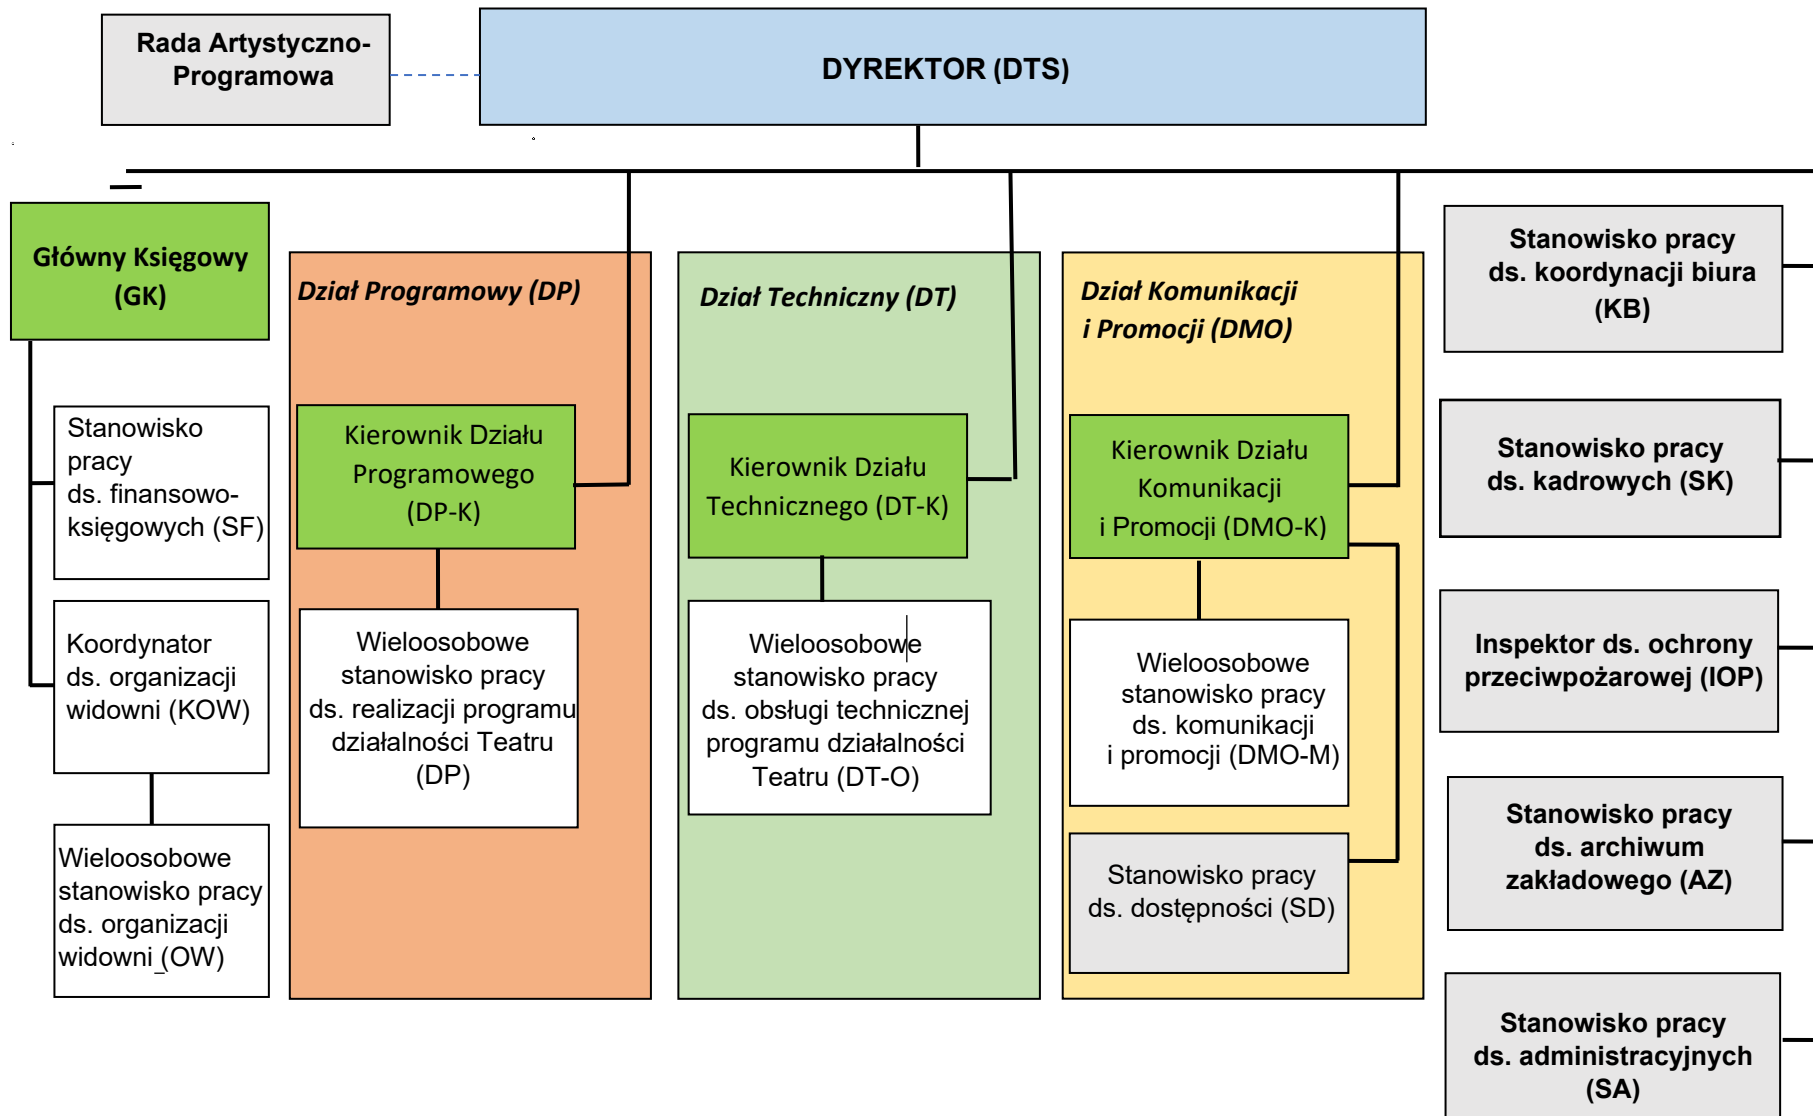 Rada Artystyczno-
Programowa
DYREKTOR (DTS)
Główny Księgowy
(GK)
Stanowisko
pracy
ds. finansowo-
księgowych (SF)
Koordynator
ds. organizacji
widowni (KOW)
Wieloosobowe
stanowisko pracy
ds. organizacji
widowni_(OW)
Dział Programowy (DP)
Kierownik Działu
Programowego
(DP-K)
Wieloosobowe
stanowisko pracy
ds. realizacji programu
działalności Teatru
(DP)
Dział Techniczny (DT)
Kierownik Działu
Technicznego (DT-K)
Wieloosobowe
stanowisko pracy
ds. obsługi technicznej
programu działalności
Teatru (DT-O)
Dział Komunikacji
i Promocji (DMO)
Kierownik Działu
Komunikacji
i Promocji (DMO-K)
Wieloosobowe
stanowisko pracy
ds. komunikacji
i promocji (DMO-M)
Stanowisko pracy
ds. dostępności (SD)
Stanowisko pracy
ds. koordynacji biura
(KB)
Stanowisko pracy
ds. kadrowych (SK)
Inspektor ds. ochrony
przeciwpożarowej (IOP)
Stanowisko pracy
ds. archiwum
zakładowego (AZ)
Stanowisko pracy
ds. administracyjnych
(SA)